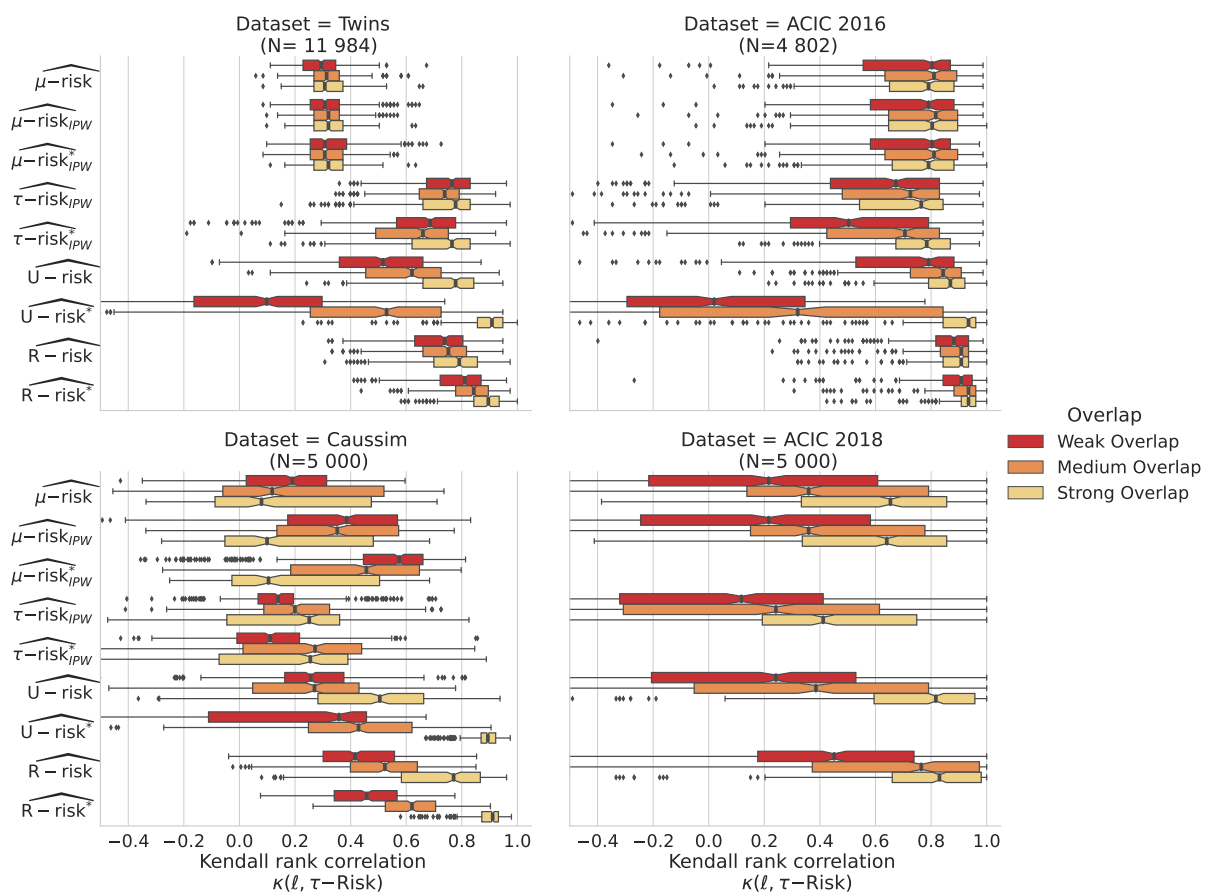 Dataset = Twins
(N= 11 984)
Dataset = ACIC 2016
(N=4 802)
μ−risk
μ−risk_IPW
μ−risk*_IPW
τ−risk_IPW
τ−risk*_IPW
U−risk
U−risk*
R−risk
R−risk*
Dataset = Caussim
(N=5 000)
Dataset = ACIC 2018
(N=5 000)
Overlap
Weak Overlap
Medium Overlap
Strong Overlap
μ−risk
μ−risk_IPW
μ−risk*_IPW
τ−risk_IPW
τ−risk*_IPW
U−risk
U−risk*
R−risk
R−risk*
−0.4 −0.2 0.0 0.2 0.4 0.6 0.8 1.0
Kendall rank correlation
κ(ℓ, τ−Risk)
−0.4 −0.2 0.0 0.2 0.4 0.6 0.8 1.0
Kendall rank correlation
κ(ℓ, τ−Risk)